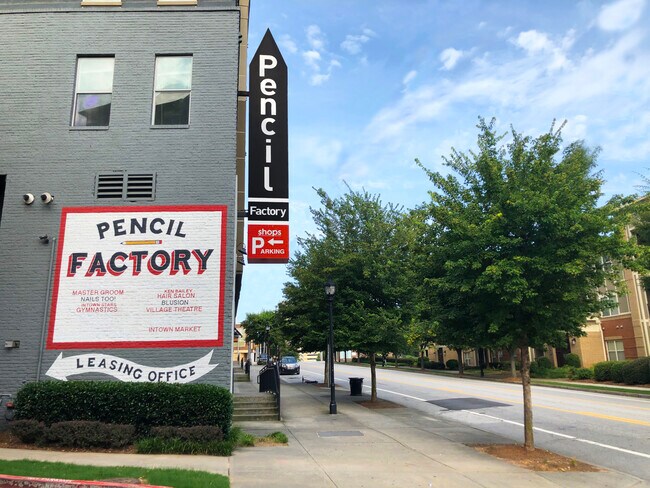 Pencil
Factory
shops
P
PARKING
PENCIL
FACTORY
MASTER GROOM
NAILS TOO!
INTOWN STARS
GYMNASTICS
KEN BAILEY
HAIR SALON
BLUSION
VILLAGE THEATRE
INTOWN MARKET
LEASING OFFICE